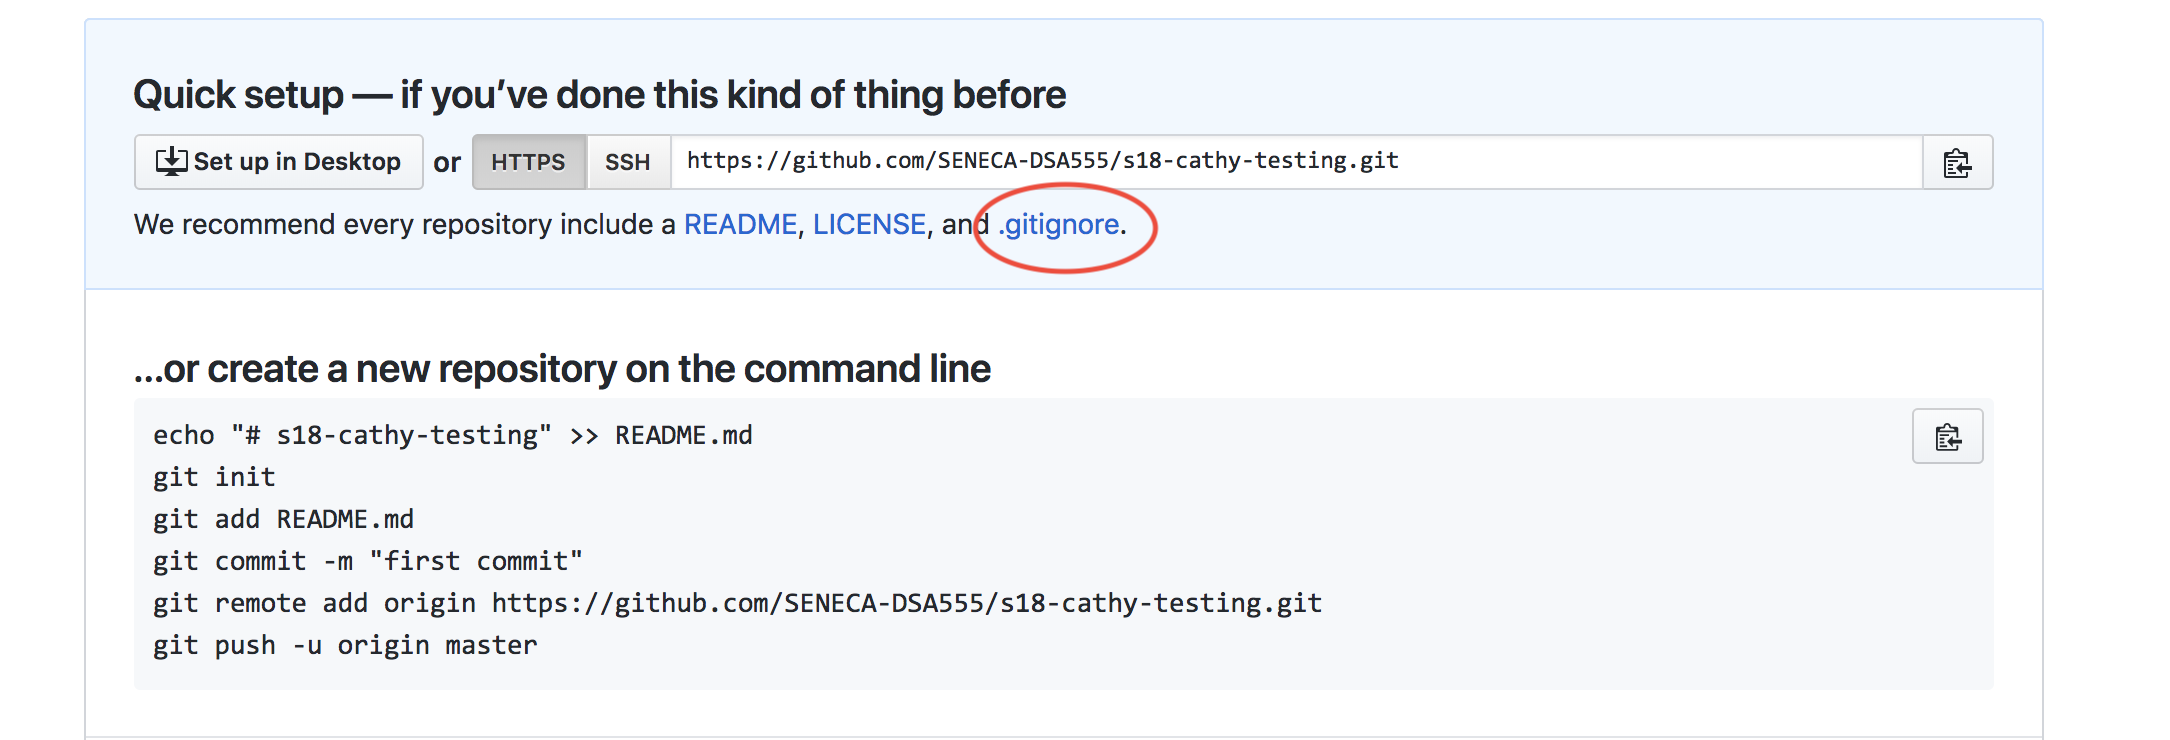 Quick setup — if you’ve done this kind of thing before
Set up in Desktop or HTTPS SSH https://github.com/SENECA-DSA555/s18-cathy-testing.git
We recommend every repository include a README, LICENSE, and .gitignore.
…or create a new repository on the command line
echo "# s18-cathy-testing" >> README.md
git init
git add README.md
git commit -m "first commit"
git remote add origin https://github.com/SENECA-DSA555/s18-cathy-testing.git
git push -u origin master